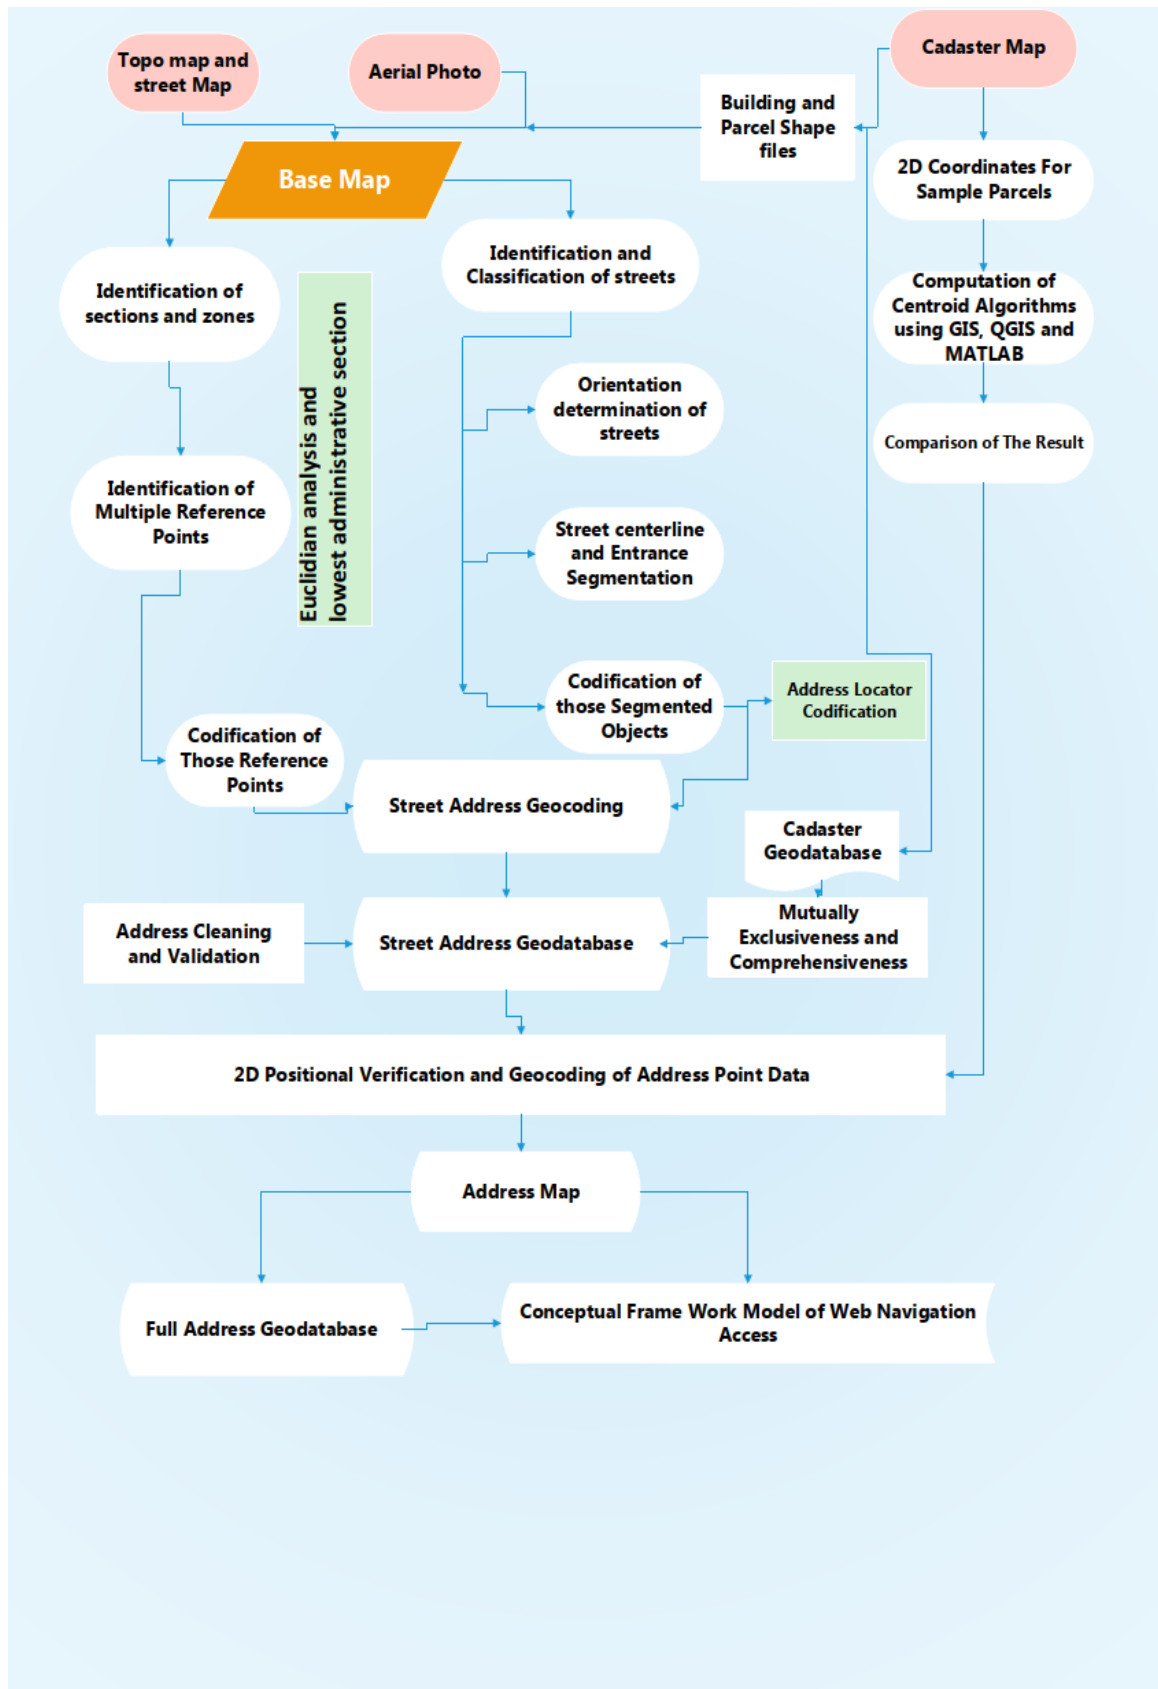 Topo map and
street Map
Aerial Photo
Cadaster Map
Building and
Parcel Shape
files
2D Coordinates For
Sample Parcels
Base Map
Identification of
sections and zones
Identification and
Classification of streets
Computation of
Centroid Algorithms
using GIS, QGIS and
MATLAB
Euclidian analysis and
lowest administrative section
Orientation
determination of
streets
Comparison of The Result
Identification of
Multiple Reference
Points
Street centerline
and Entrance
Segmentation
Codification of
those Segmented
Objects
Address Locator
Codification
Codification of
Those Reference
Points
Street Address Geocoding
Cadaster
Geodatabase
Address Cleaning
and Validation
Street Address Geodatabase
Mutually
Exclusiveness and
Comprehensiveness
2D Positional Verification and Geocoding of Address Point Data
Address Map
Full Address Geodatabase
Conceptual Frame Work Model of Web Navigation
Access